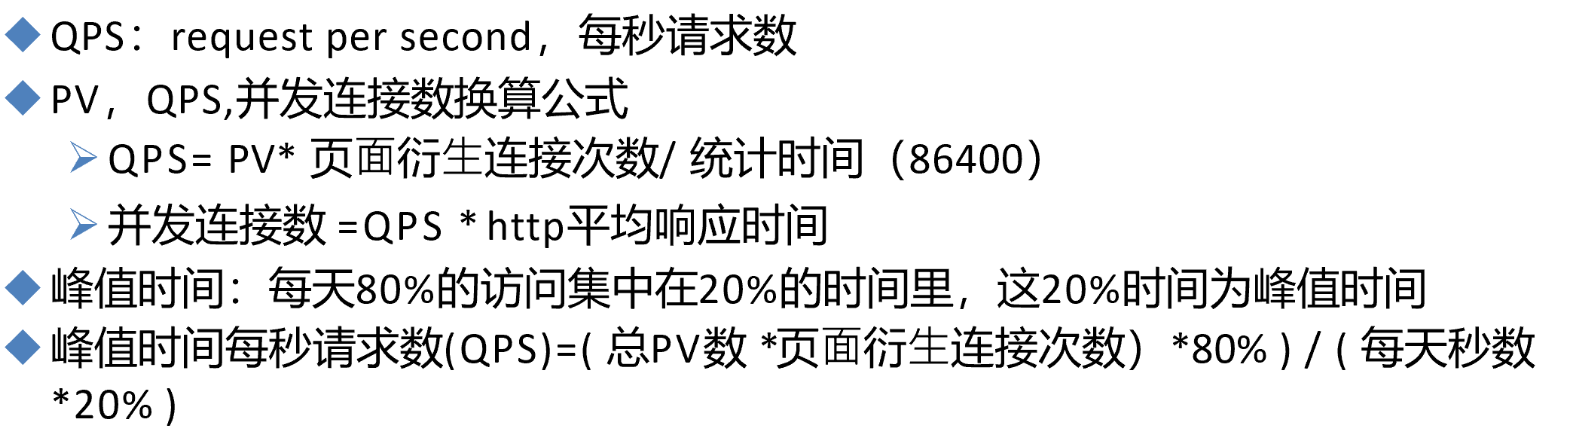 QPS：request per second，每秒请求数
PV，QPS,并发连接数换算公式
QPS= PV* 页面衍生连接次数/ 统计时间（86400）
并发连接数 =QPS * http平均响应时间
峰值时间：每天80%的访问集中在20%的时间里，这20%时间为峰值时间
峰值时间每秒请求数(QPS)=( 总PV数 *页面衍生连接次数）*80% ) / ( 每天秒数
*20% )